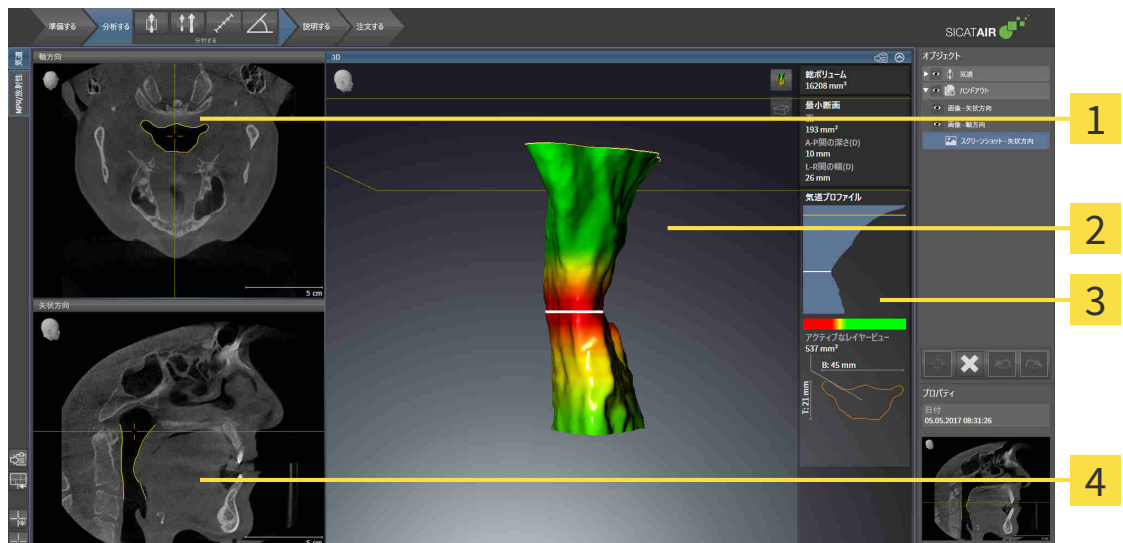 準備する
分析する
分析する
説明する
注文する
SICATAIR
気道
MPR/放射性
軸方向
5 cm
矢状方向
5 cm
3D
総ボリューム
16208 mm³
最小断面
面
193 mm²
A-P関の深さ(D)
10 mm
L-R関の幅(D)
26 mm
気道プロファイル
アクティブなレイヤービュー
537 mm²
B: 45 mm
T: 21 mm
オブジェクト
気道
ハンドアウト
画像 - 矢状方向
画像 - 軸方向
スクリーンショット - 矢状方向
プロパティ
日付
05.05.2017 08:31:26
1
2
3
4